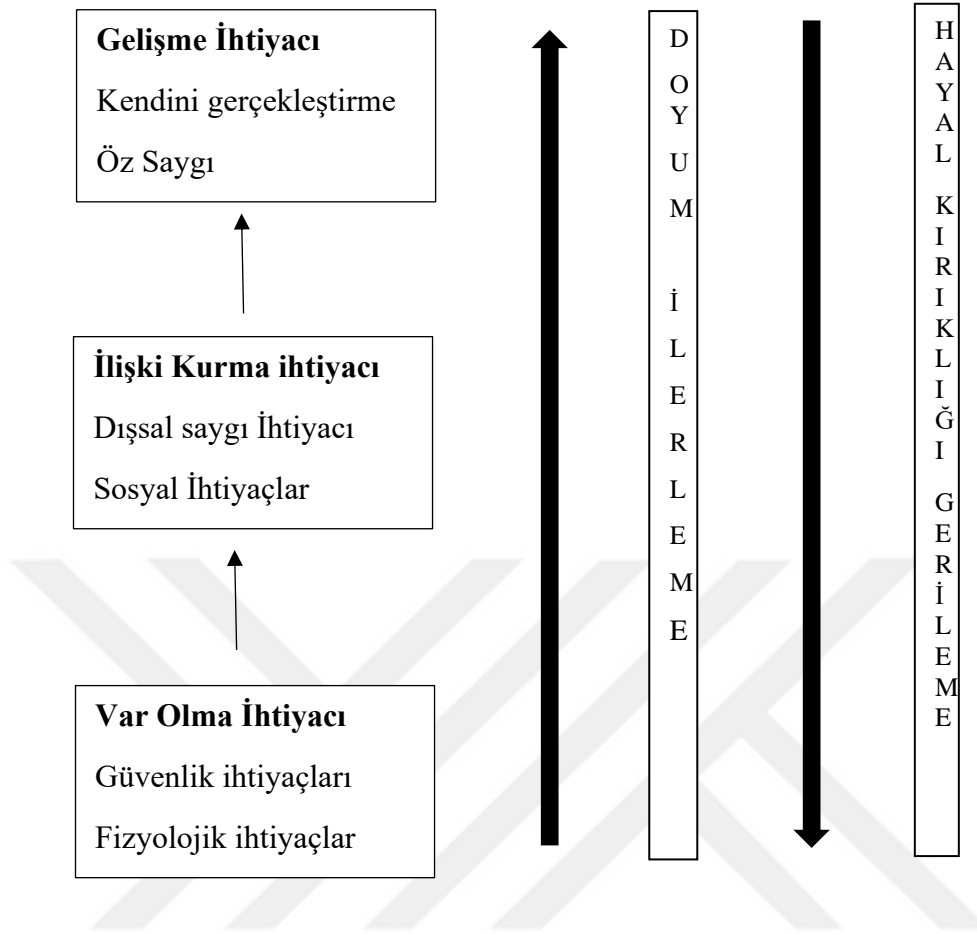 Gelişme İhtiyacı
Kendini gerçekleştirme
Öz Saygı
İlişki Kurma ihtiyacı
Dışsal saygı İhtiyacı
Sosyal İhtiyaçlar
Var Olma İhtiyacı
Güvenlik ihtiyaçları
Fizyolojik ihtiyaçlar
DOYUM İLERLEME
HAYAL KIRIKLIĞI GERİLEME